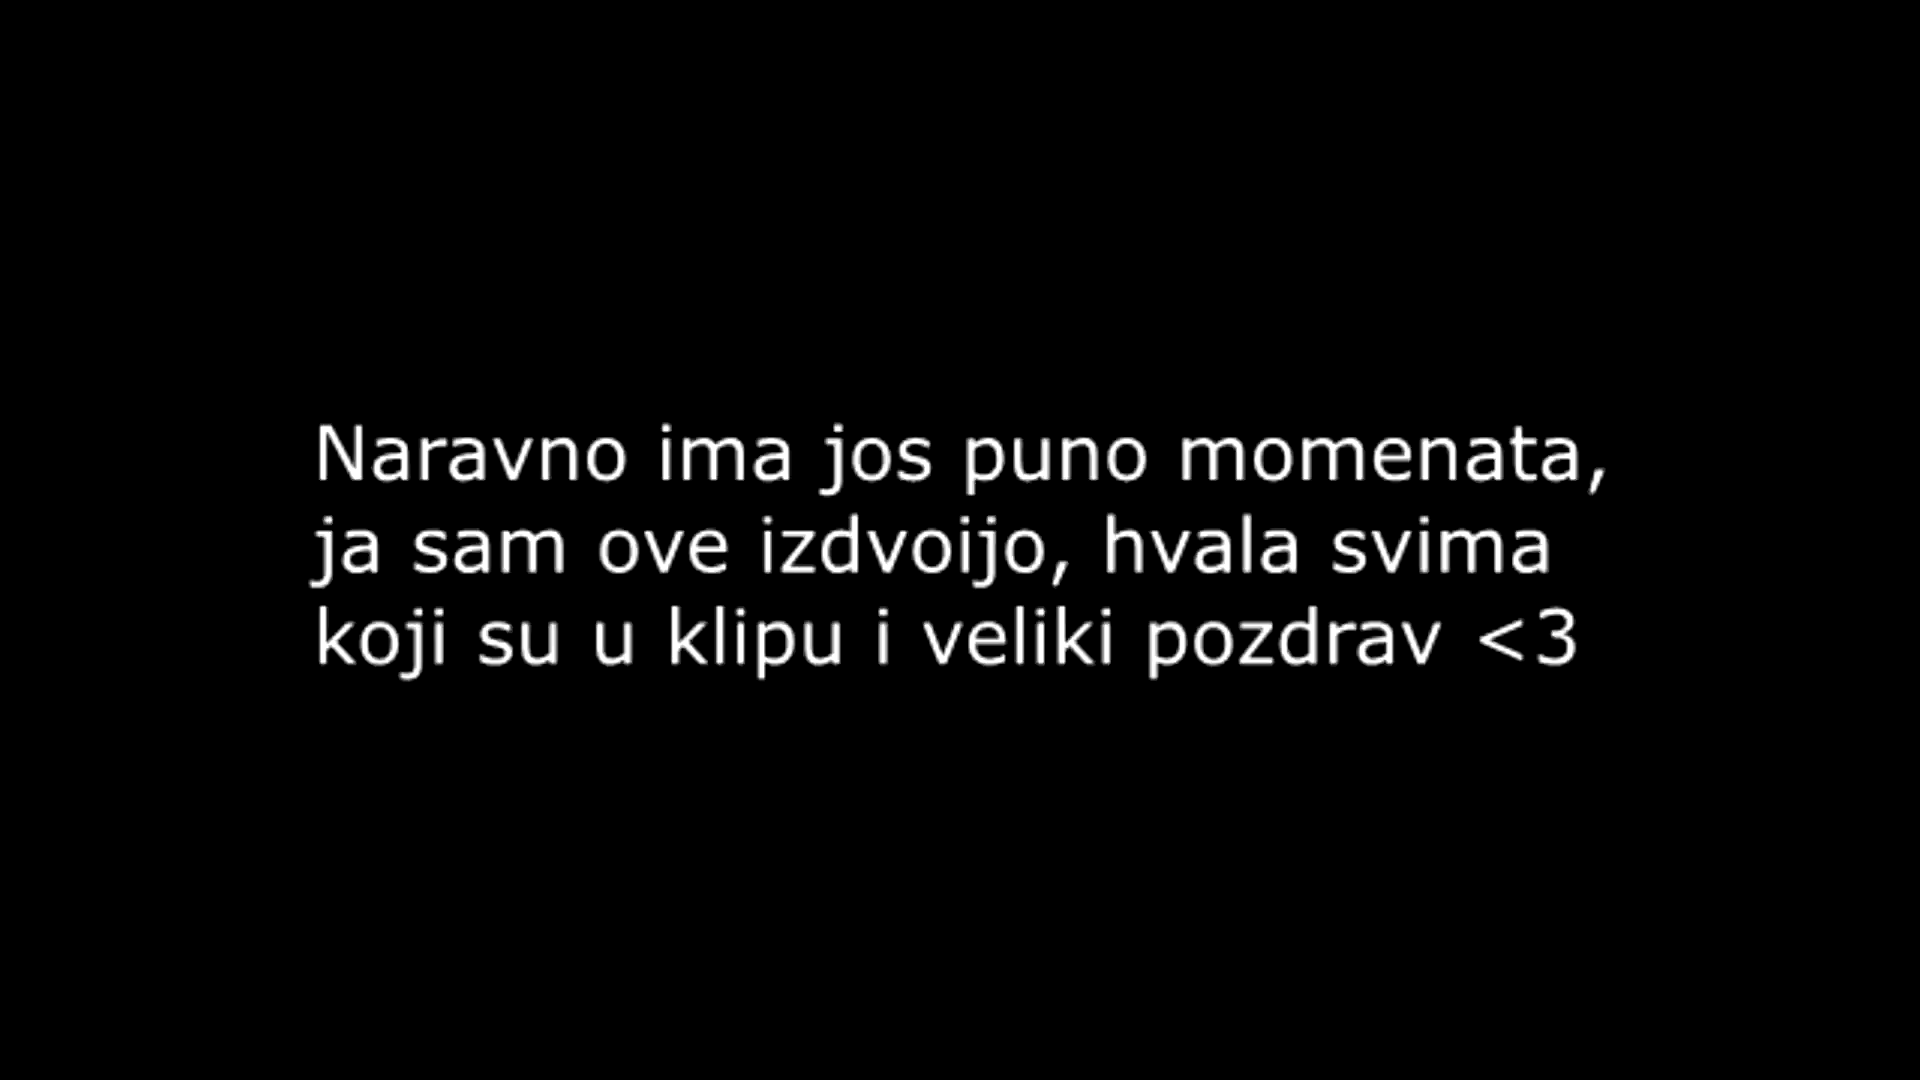 Naravno ima jos puno momenata,
ja sam ove izdvoijo, hvala svima
koji su u klipu i veliki pozdrav <3